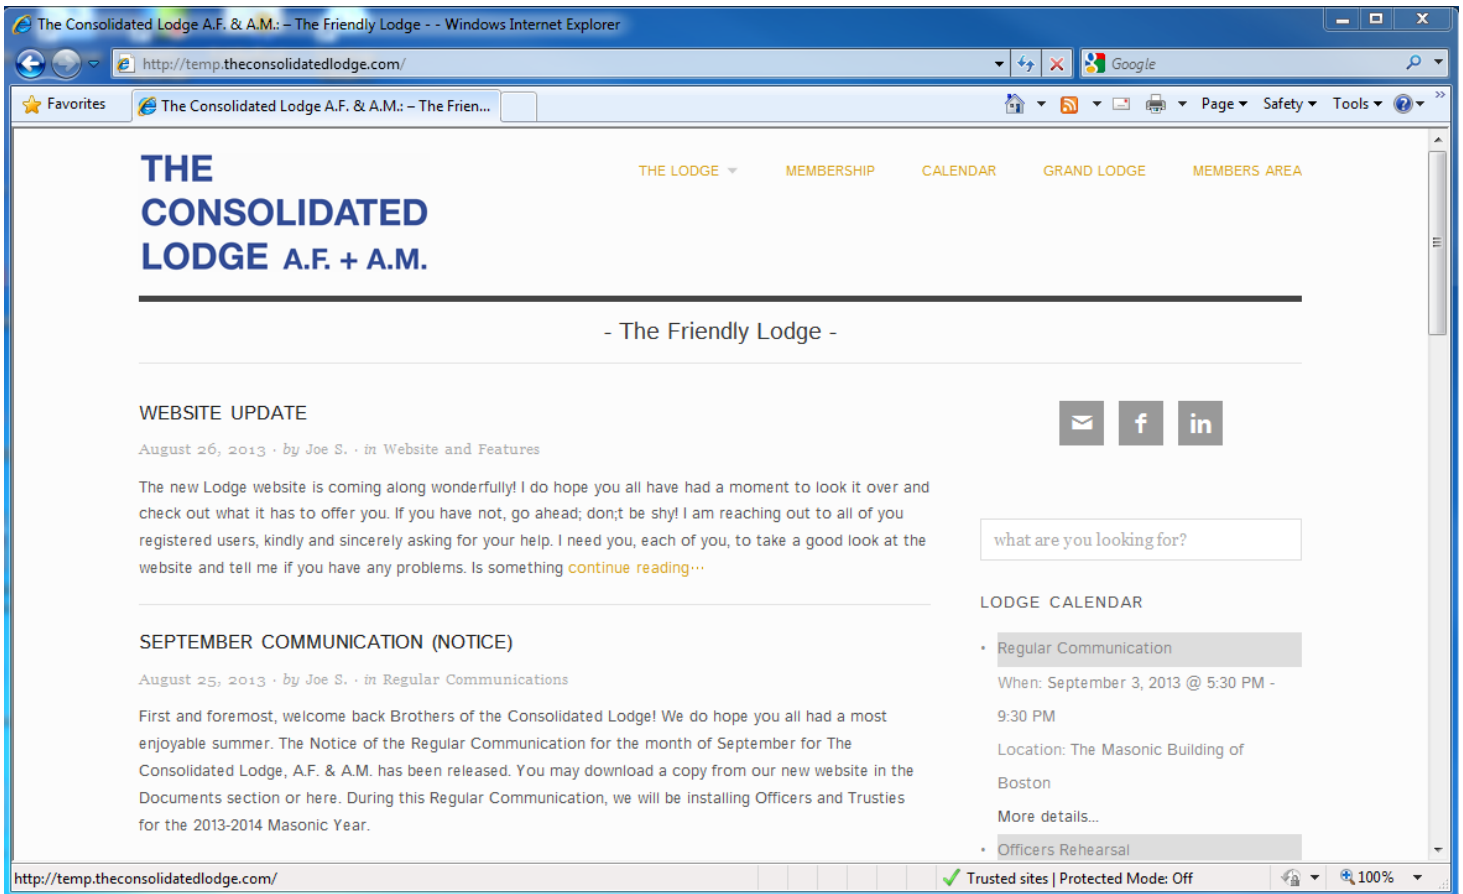 The Consolidated Lodge A.F. & A.M.: – The Friendly Lodge - - Windows Internet Explorer
http://temp.theconsolidatedlodge.com/
Google
Favorites
The Consolidated Lodge A.F. & A.M.: – The Frien...
Page Safety Tools
THE
CONSOLIDATED
LODGE A.F. + A.M.
THE LODGE MEMBERSHIP CALENDAR GRAND LODGE MEMBERS AREA
- The Friendly Lodge -
WEBSITE UPDATE
August 26, 2013 · by Joe S. · in Website and Features
The new Lodge website is coming along wonderfully! I do hope you all have had a moment to look it over and
check out what it has to offer you. If you have not, go ahead; don;t be shy! I am reaching out to all of you
registered users, kindly and sincerely asking for your help. I need you, each of you, to take a good look at the
website and tell me if you have any problems. Is something continue reading···
SEPTEMBER COMMUNICATION (NOTICE)
August 25, 2013 · by Joe S. · in Regular Communications
First and foremost, welcome back Brothers of the Consolidated Lodge! We do hope you all had a most
enjoyable summer. The Notice of the Regular Communication for the month of September for The
Consolidated Lodge, A.F. & A.M. has been released. You may download a copy from our new website in the
Documents section or here. During this Regular Communication, we will be installing Officers and Trusties
for the 2013-2014 Masonic Year.
f in
what are you looking for?
LODGE CALENDAR
• Regular Communication
When: September 3, 2013 @ 5:30 PM -
9:30 PM
Location: The Masonic Building of
Boston
More details...
• Officers Rehearsal
http://temp.theconsolidatedlodge.com/
Trusted sites | Protected Mode: Off
100%